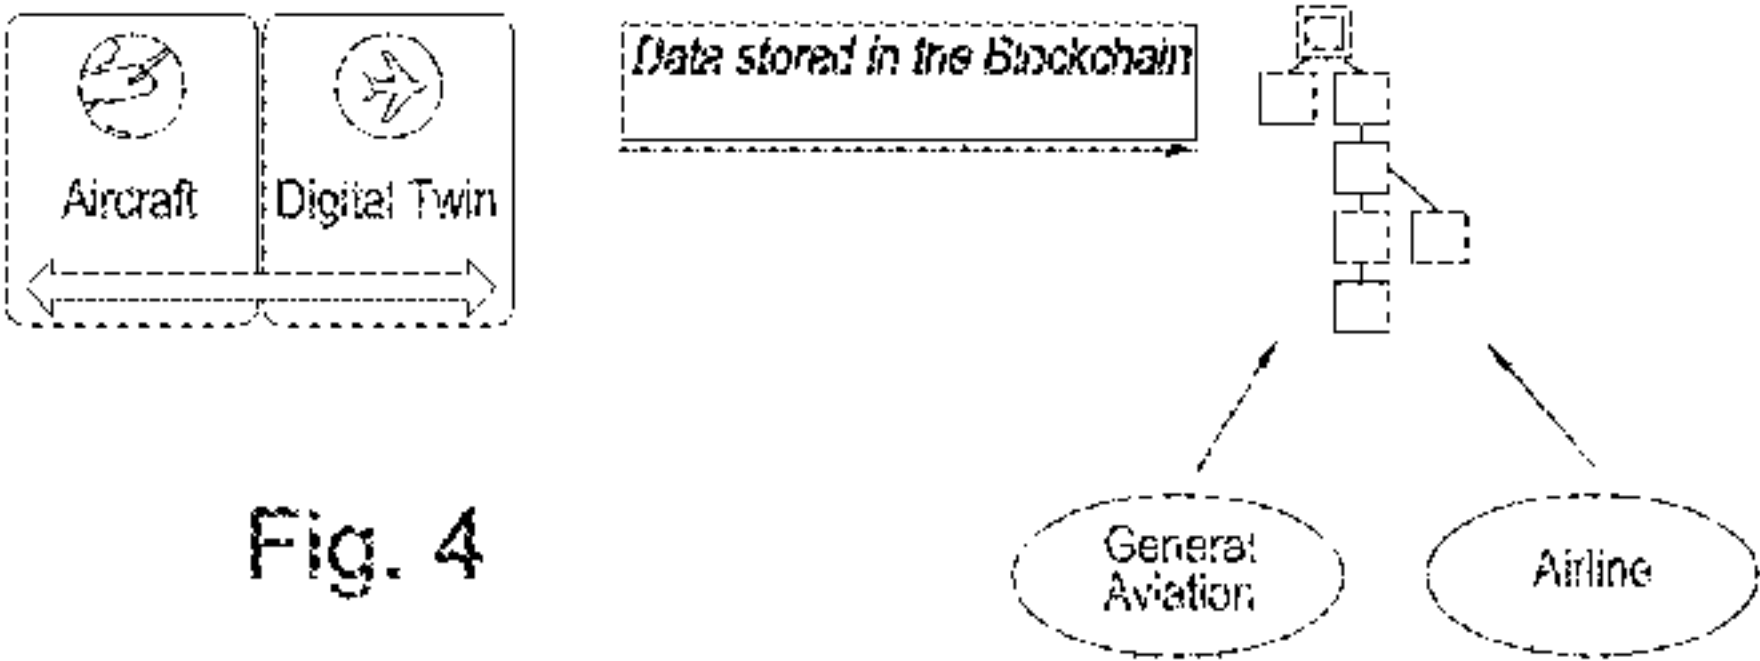 Aircraft
Digital Twin
Data stored in the Blockchain
General
Aviation
Airline
Fig. 4